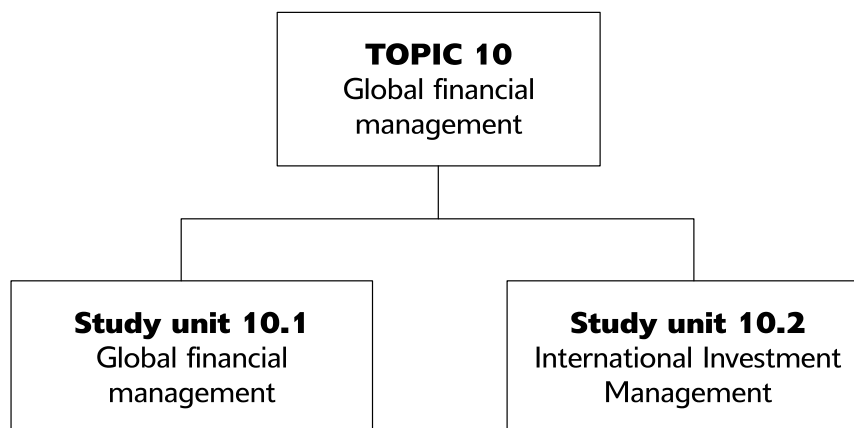 TOPIC 10
Global financial
management
Study unit 10.1
Global financial
management
Study unit 10.2
International Investment
Management